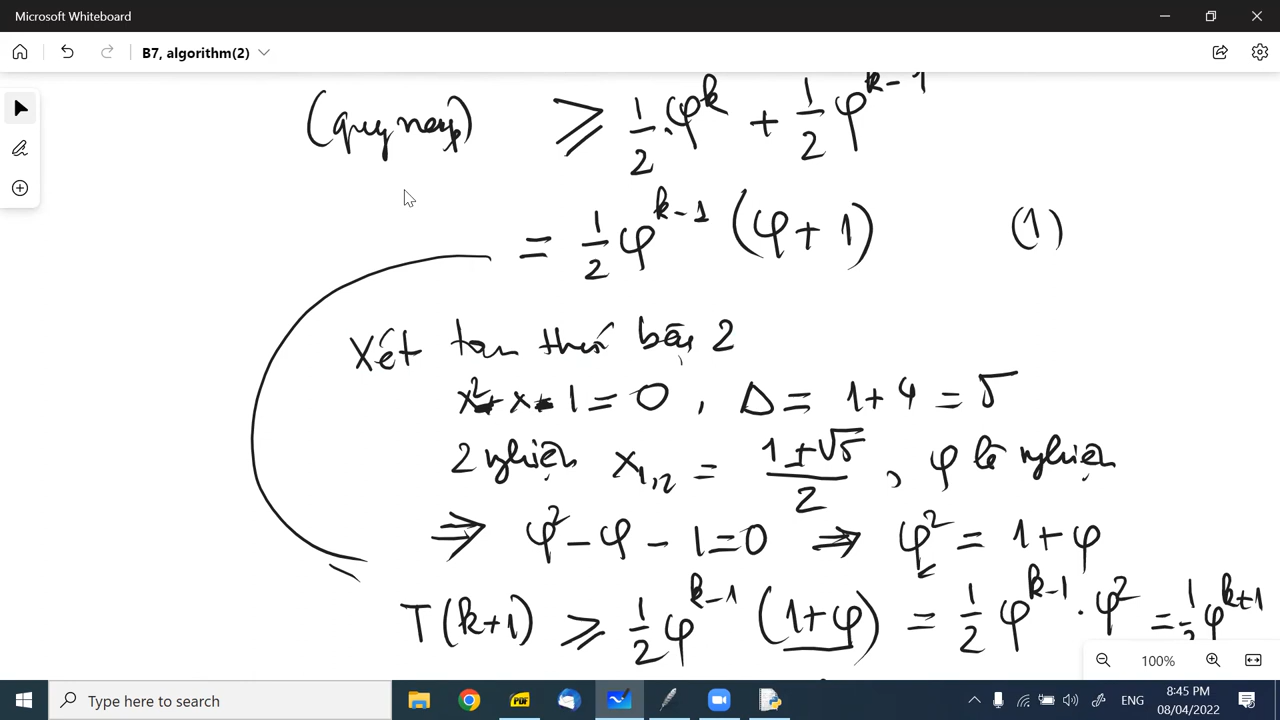 Microsoft Whiteboard
B7, algorithm(2)
(quy nạp) ≥ 1/2 . φ^k + 1/2 φ^(k-1)
= 1/2 φ^(k-1) (φ + 1) (1)
Xét tam thức bậc 2
x² - x - 1 = 0, Δ = 1 + 4 = 5
2 nghiệm x₁,₂ = (1 ± √5)/2, φ là nghiệm
⇒ φ² - φ - 1 = 0 ⇒ φ² = 1 + φ
T(k+1) ≥ 1/2 φ^(k-1) (1+φ) = 1/2 φ^(k-1) . φ² = 1/2 φ^(k+1)
100%
Type here to search
PDF
ENG
8:45 PM
08/04/2022